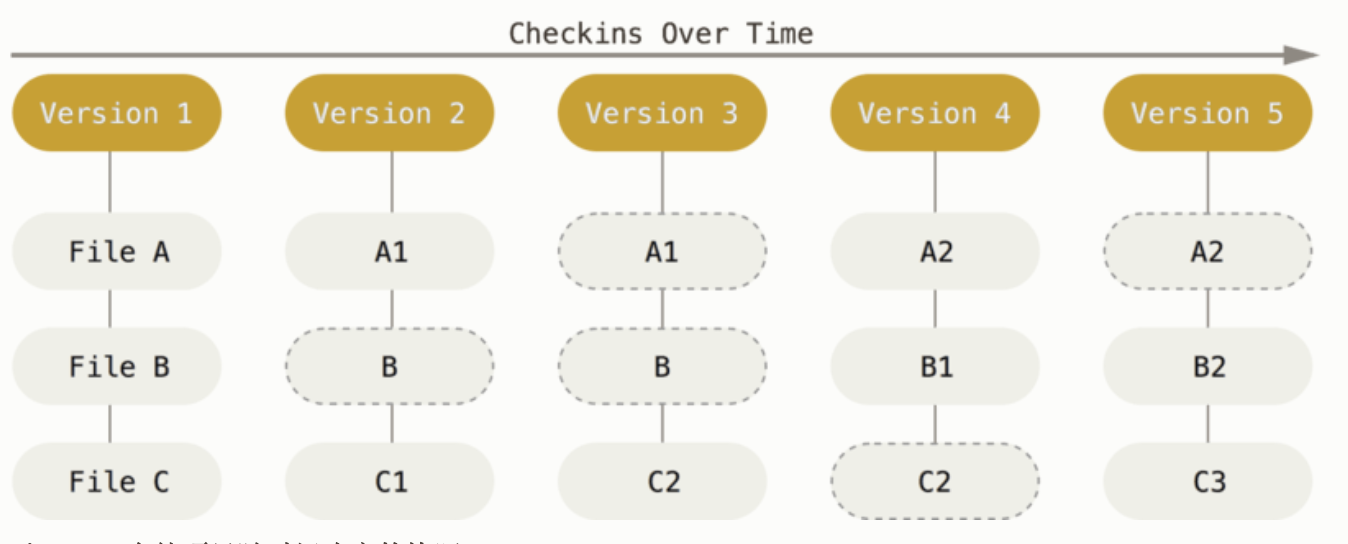 Checkins Over Time
Version 1 Version 2 Version 3 Version 4 Version 5
File A A1 A1 A2 A2
File B B B B1 B2
File C C1 C2 C2 C3